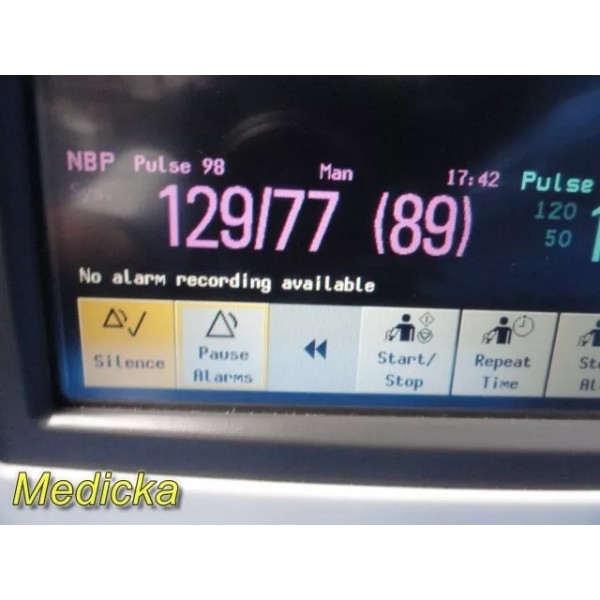 NBP Pulse 98 Man 17:42 Pulse
Sys.
129/77 (89)
120
50
No alarm recording available
Silence
Pause
Alarms
Start/
Stop
Repeat
Time
Medicka